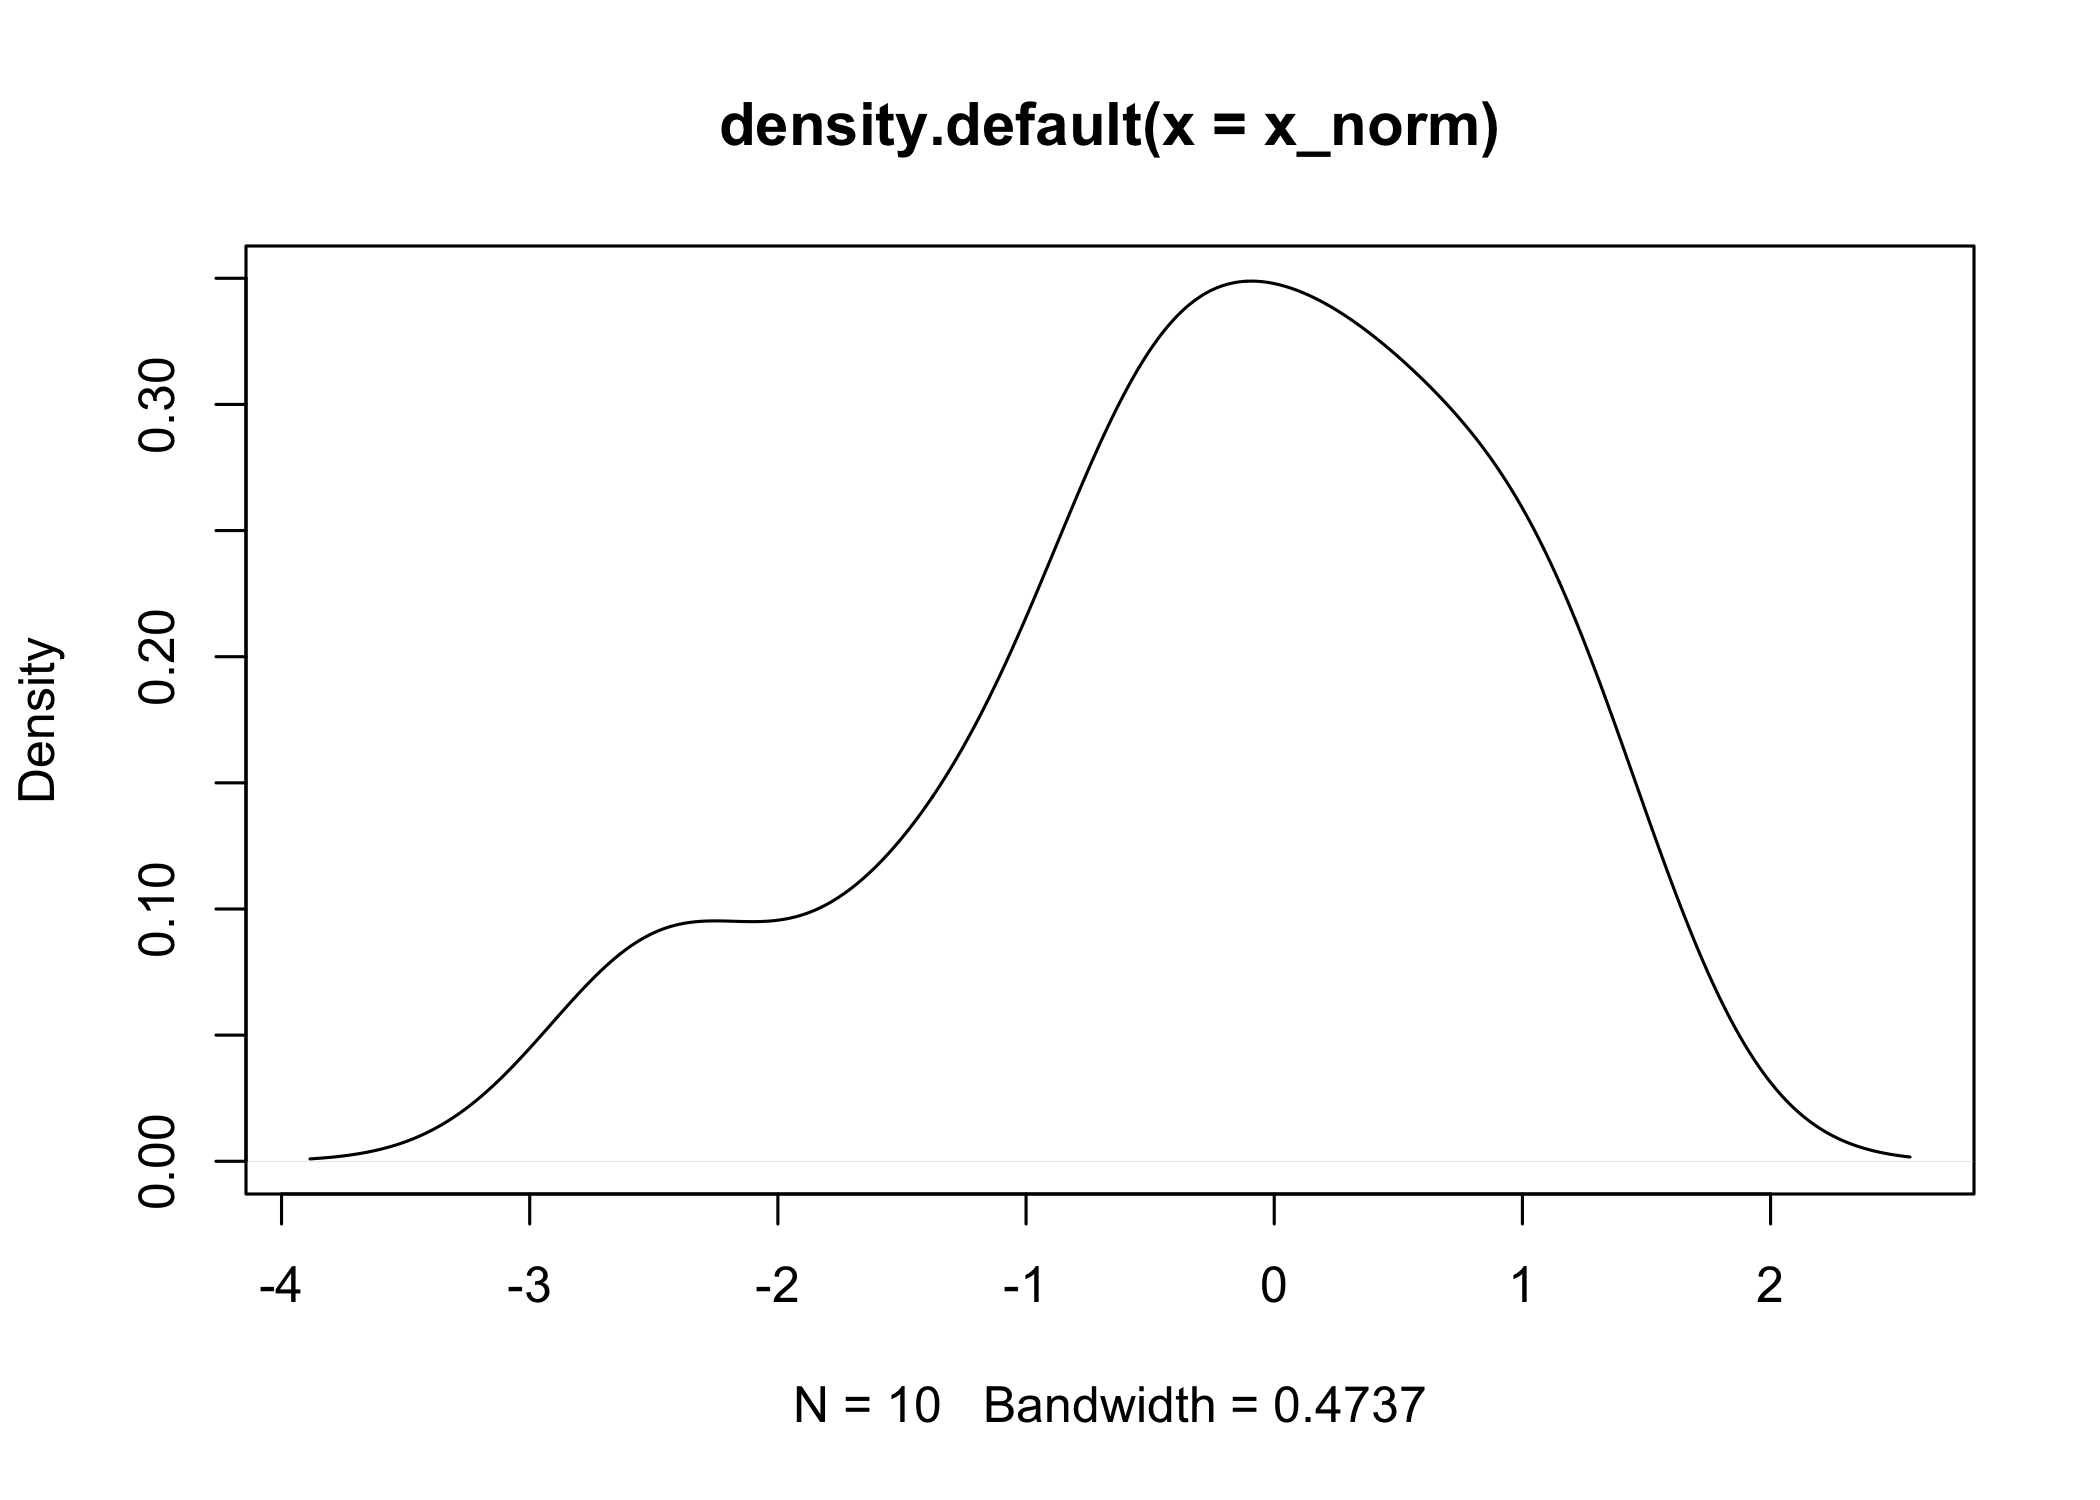 density.default(x = x_norm)
Density
0.30
0.20
0.10
0.00
-4 -3 -2 -1 0 1 2
N = 10   Bandwidth = 0.4737